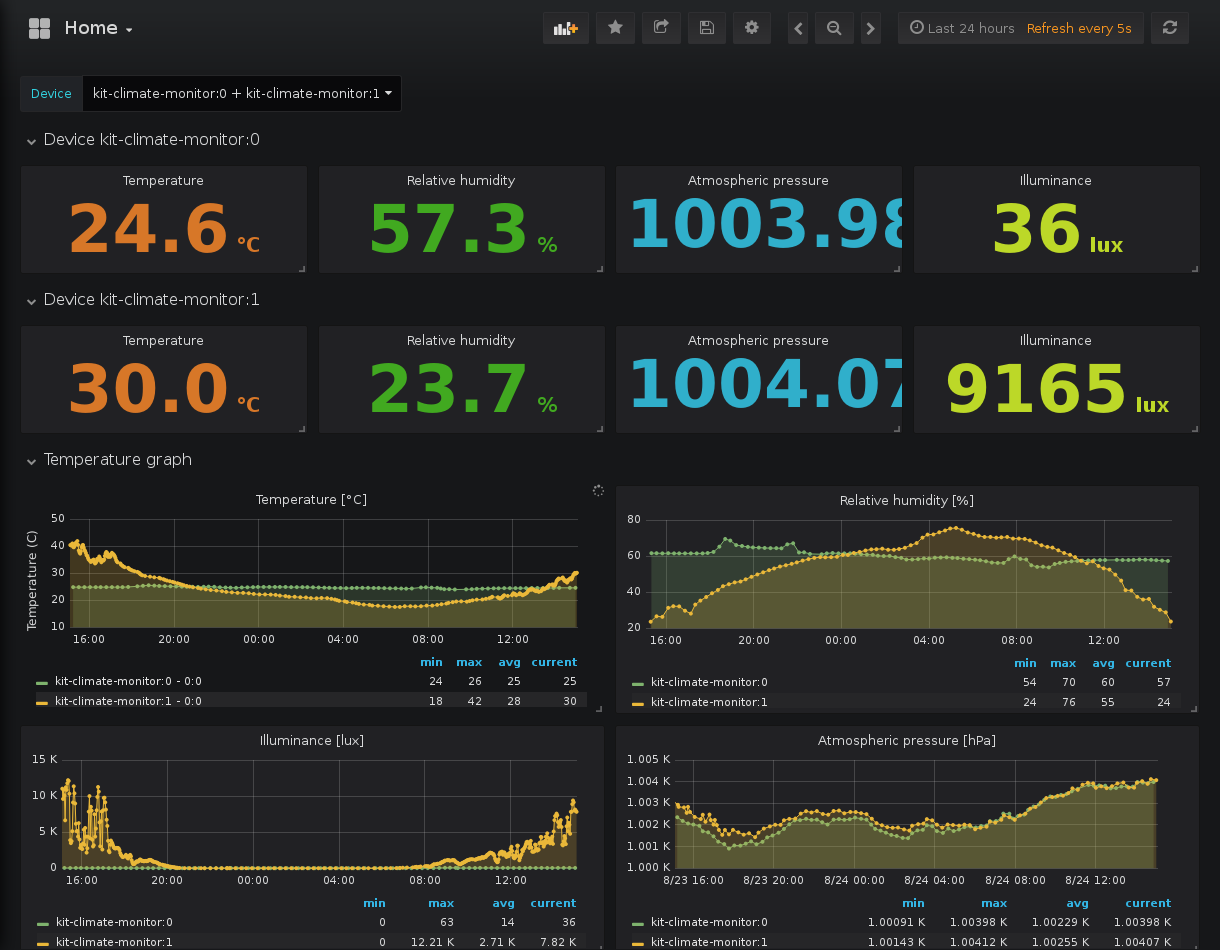 Home
Last 24 hours Refresh every 5s
Device kit-climate-monitor:0 + kit-climate-monitor:1
Device kit-climate-monitor:0
Temperature Relative humidity Atmospheric pressure Illuminance
24.6 °C 57.3 % 1003.98 36 lux
Device kit-climate-monitor:1
Temperature Relative humidity Atmospheric pressure Illuminance
30.0 °C 23.7 % 1004.07 9165 lux
Temperature graph
Temperature [°C]
Temperature (C)
50
40
30
20
10
16:00 20:00 00:00 04:00 08:00 12:00
min max avg current
kit-climate-monitor:0 - 0:0 24 26 25 25
kit-climate-monitor:1 - 0:0 18 42 28 30
Relative humidity [%]
80
60
40
20
16:00 20:00 00:00 04:00 08:00 12:00
min max avg current
kit-climate-monitor:0 54 70 60 57
kit-climate-monitor:1 24 76 55 24
Illuminance [lux]
15 K
10 K
5 K
0
16:00 20:00 00:00 04:00 08:00 12:00
min max avg current
kit-climate-monitor:0 0 63 14 36
kit-climate-monitor:1 0 12.21 K 2.71 K 7.82 K
Atmospheric pressure [hPa]
1.005 K
1.004 K
1.003 K
1.002 K
1.001 K
1.000 K
8/23 16:00 8/23 20:00 8/24 00:00 8/24 04:00 8/24 08:00 8/24 12:00
min max avg current
kit-climate-monitor:0 1.00091 K 1.00398 K 1.00229 K 1.00398 K
kit-climate-monitor:1 1.00143 K 1.00412 K 1.00255 K 1.00407 K